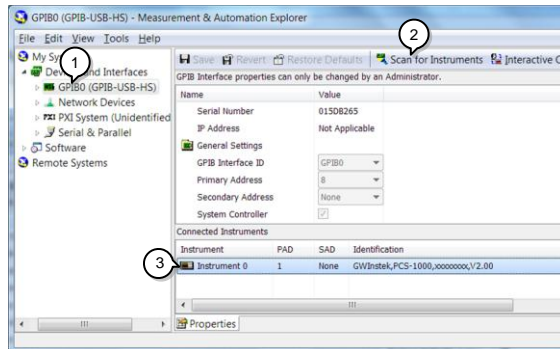 GPIB0 (GPIB-USB-HS) - Measurement & Automation Explorer
File Edit View Tools Help
2
My Sy
1
Devices and Interfaces
GPIB0 (GPIB-USB-HS)
Network Devices
PXI PXI System (Unidentified
Serial & Parallel
Software
Remote Systems
Save Revert Restore Defaults Scan for Instruments Interactive C
GPIB Interface properties can only be changed by an Administrator.
Name Value
Serial Number 015DB265
IP Address Not Applicable
General Settings
GPIB Interface ID GPIB0
Primary Address 8
Secondary Address None
System Controller
Connected Instruments
Instrument PAD SAD Identification
3
Instrument 0 1 None GWInstek,PCS-1000,xxxxxxxx,V2.00
Properties